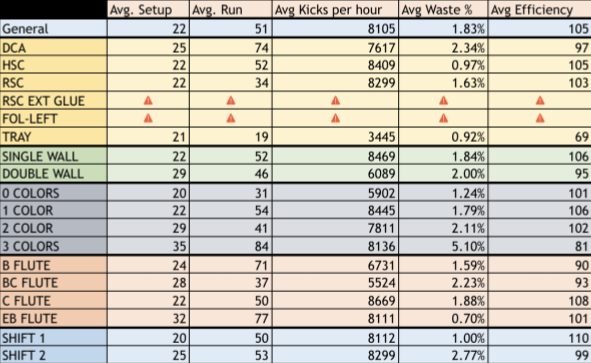 Avg. Setup Avg. Run Avg Kicks per hour Avg Waste % Avg Efficiency
General 22 51 8105 1.83% 105
DCA 25 74 7617 2.34% 97
HSC 22 52 8409 0.97% 105
RSC 22 34 8299 1.63% 103
RSC EXT GLUE
FOL-LEFT
TRAY 21 19 3445 0.92% 69
SINGLE WALL 22 52 8469 1.84% 106
DOUBLE WALL 29 46 6089 2.00% 95
0 COLORS 20 31 5902 1.24% 101
1 COLOR 22 54 8445 1.79% 106
2 COLOR 29 41 7811 2.11% 102
3 COLORS 35 84 8136 5.10% 81
B FLUTE 24 71 6731 1.59% 90
BC FLUTE 28 37 5524 2.23% 93
C FLUTE 22 50 8669 1.88% 108
EB FLUTE 32 77 8111 0.70% 101
SHIFT 1 20 50 8112 1.00% 110
SHIFT 2 25 53 8299 2.77% 99